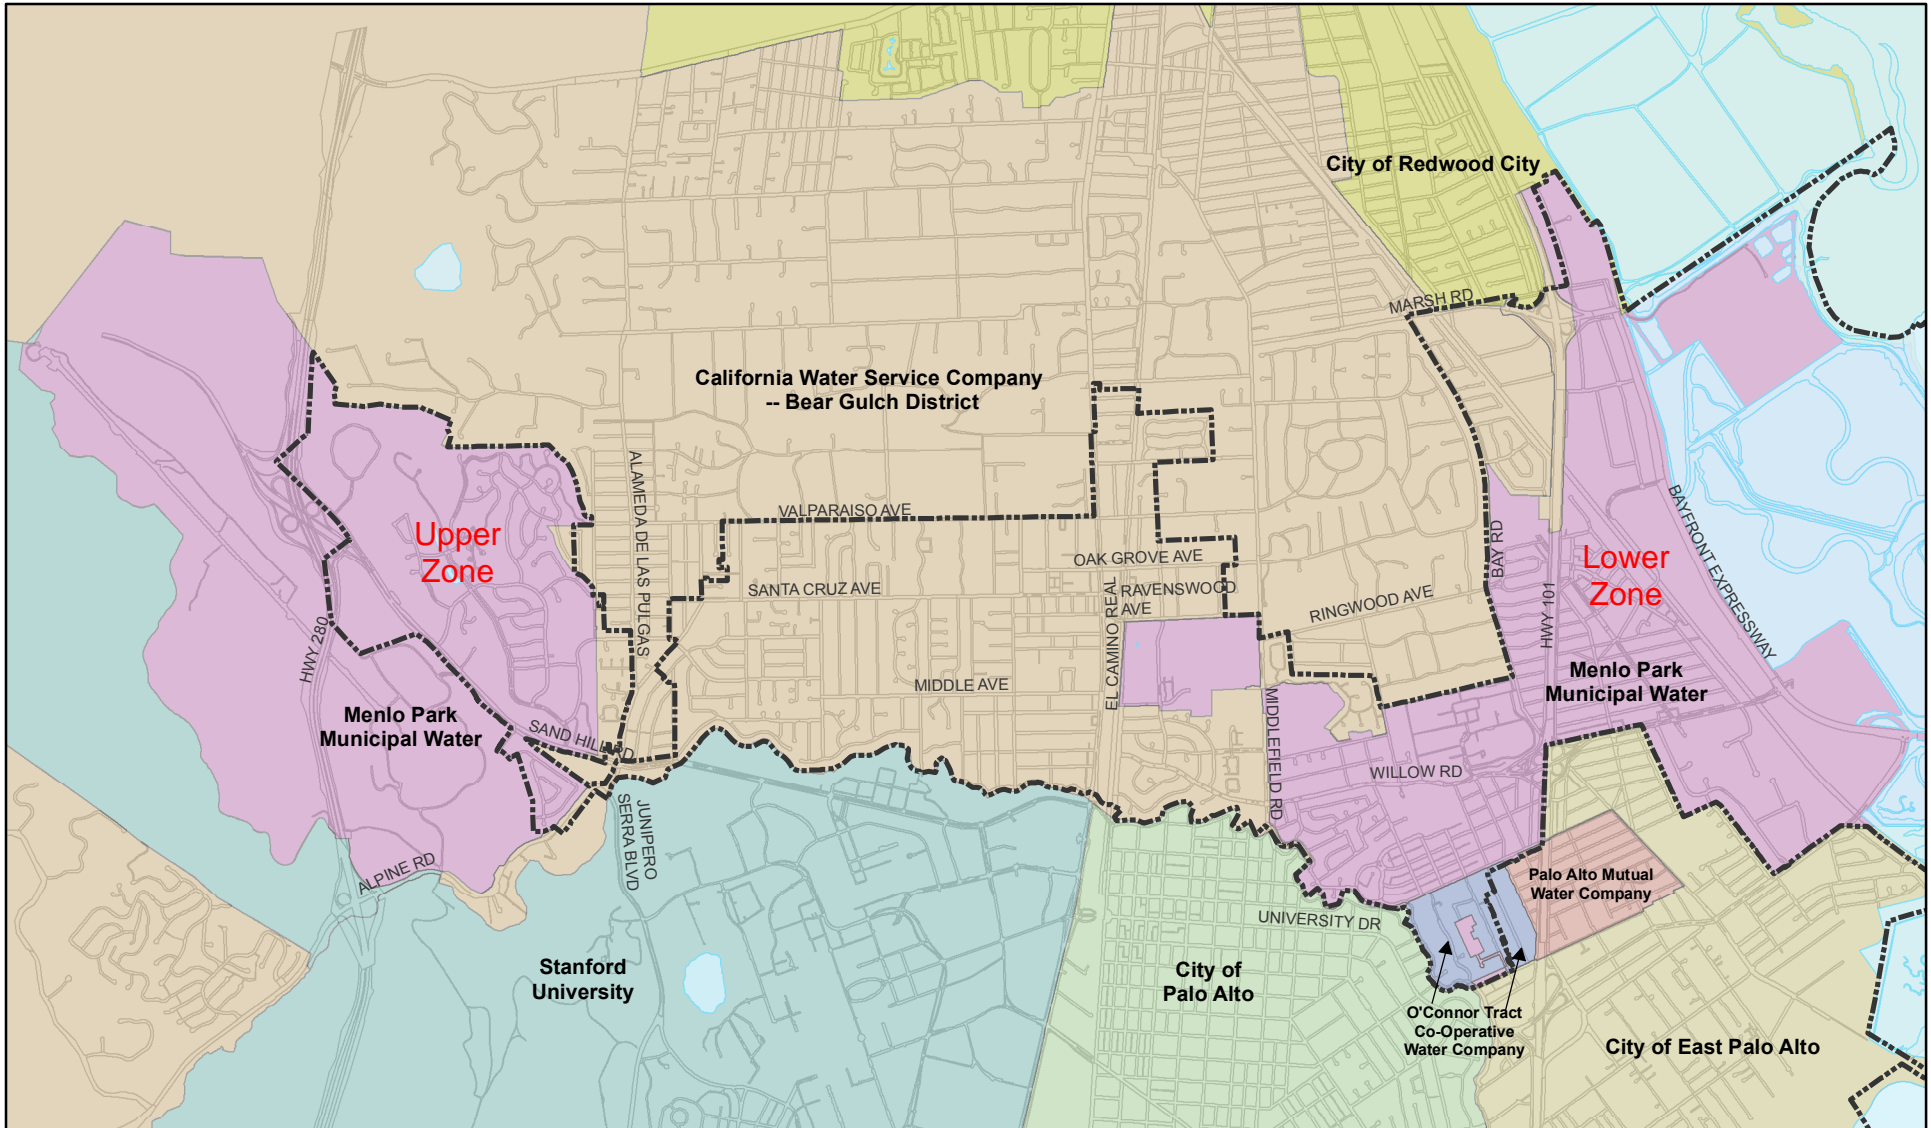 City of Redwood City
MARSH RD
California Water Service Company
-- Bear Gulch District
ALAMEDA DE LAS PULGAS
VALPARAISO AVE
Upper
Zone
OAK GROVE AVE
SANTA CRUZ AVE
RAVENSWOOD
AVE
EL CAMINO REAL
RINGWOOD AVE
BAY RD
HWY 101
Lower
Zone
BAYFRONT EXPRESSWAY
HWY 280
MIDDLE AVE
MIDDLEFIELD RD
Menlo Park
Municipal Water
Menlo Park
Municipal Water
SAND HILL RD
WILLOW RD
JUNIPERO
SERRA BLVD
ALPINE RD
Palo Alto Mutual
Water Company
UNIVERSITY DR
Stanford
University
City of
Palo Alto
O'Connor Tract
Co-Operative
Water Company
City of East Palo Alto